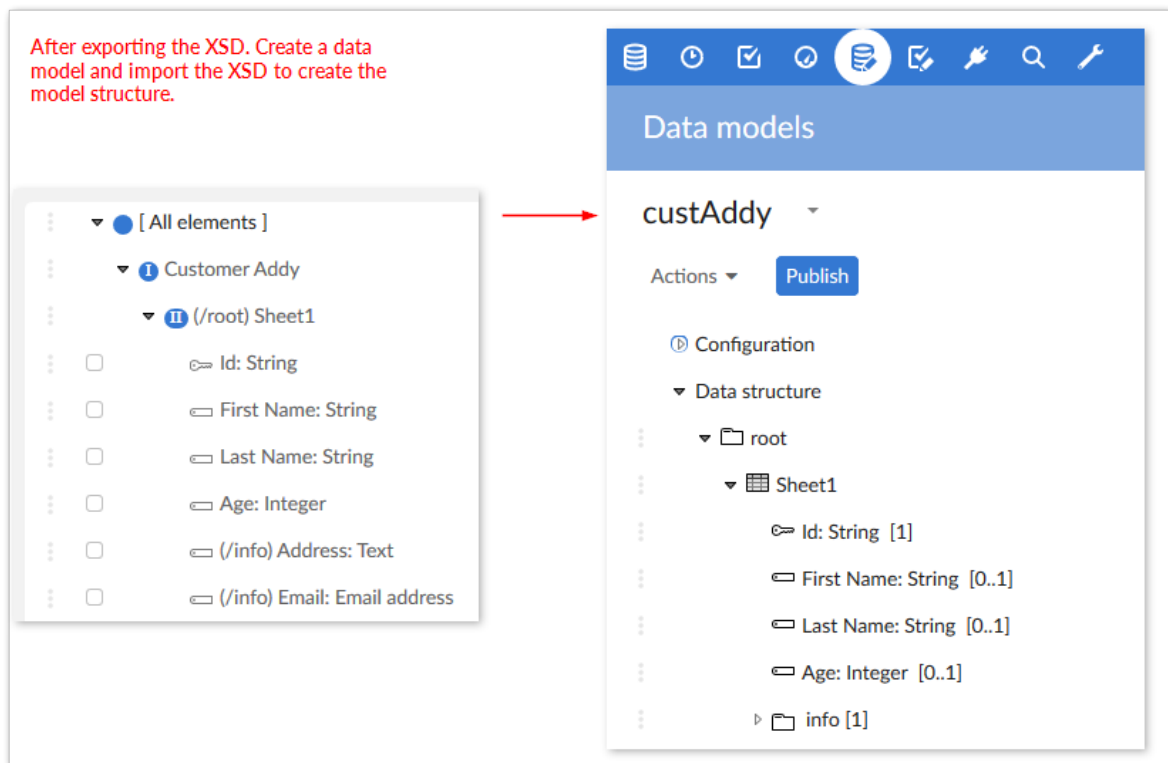 After exporting the XSD. Create a data
model and import the XSD to create the
model structure.
[ All elements ]
I Customer Addy
II (/root) Sheet1
Id: String
First Name: String
Last Name: String
Age: Integer
(/info) Address: Text
(/info) Email: Email address
Data models
custAddy
Actions Publish
Configuration
Data structure
root
Sheet1
Id: String [1]
First Name: String [0..1]
Last Name: String [0..1]
Age: Integer [0..1]
info [1]